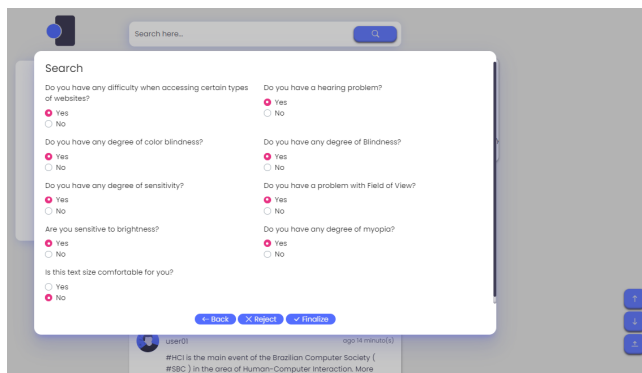 Search here...
Search
Do you have any difficulty when accessing certain types
of websites?
Yes
No
Do you have a hearing problem?
Yes
No
Do you have any degree of color blindness?
Yes
No
Do you have any degree of Blindness?
Yes
No
Do you have any degree of sensitivity?
Yes
No
Do you have a problem with Field of View?
Yes
No
Are you sensitive to brightness?
Yes
No
Do you have any degree of myopia?
Yes
No
Is this text size comfortable for you?
Yes
No
← Back
Reject
Finalize
user01
ago 14 minuto(s)
#HCI is the main event of the Brazilian Computer Society (
#SBC ) in the area of Human-Computer Interaction. More